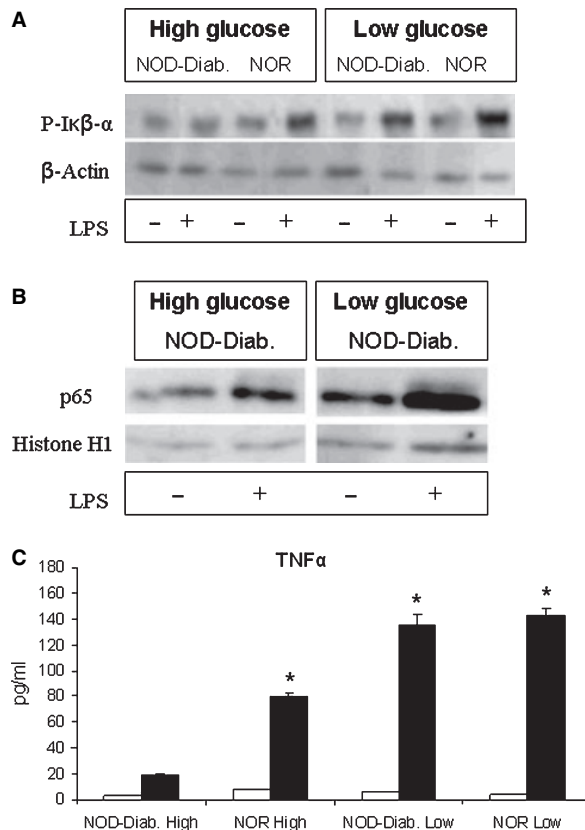 A
High glucose Low glucose
NOD-Diab. NOR NOD-Diab. NOR
P-Iκβ-α
β-Actin
LPS − + − + − + − +
B
High glucose Low glucose
NOD-Diab. NOD-Diab.
p65
Histone H1
LPS − + − +
C
TNFα
180
160
140
120
100
80
60
40
20
0
pg/ml
* * *
NOD-Diab. High NOR High NOD-Diab. Low NOR Low